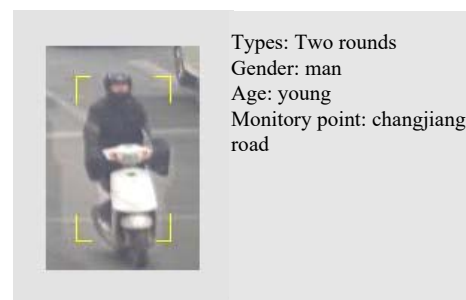 Types: Two rounds
Gender: man
Age: young
Monitory point: changjiang
road